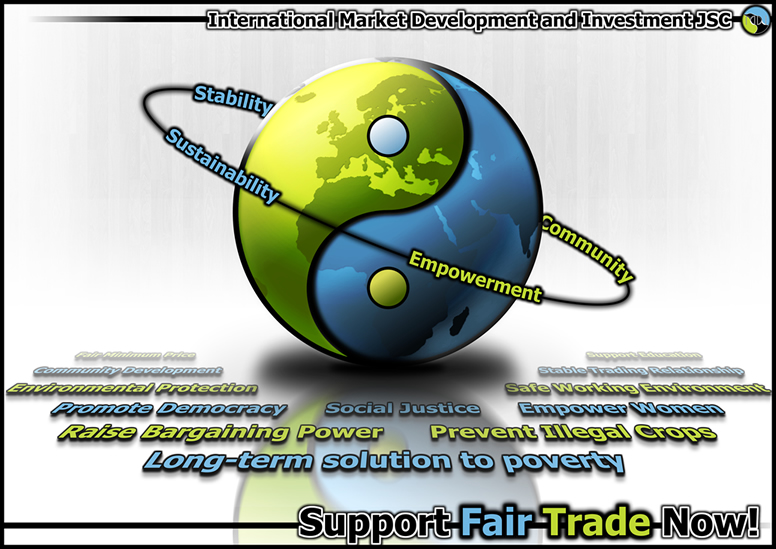 International Market Development and Investment JSC
Stability
Sustainability
Community
Empowerment
Fair Minimum Price
Support Education
Community Development
Stable Trading Relationship
Environmental Protection
Safe Working Environment
Promote Democracy
Social Justice
Empower Women
Raise Bargaining Power
Prevent Illegal Crops
Long-term solution to poverty
Support Fair Trade Now!